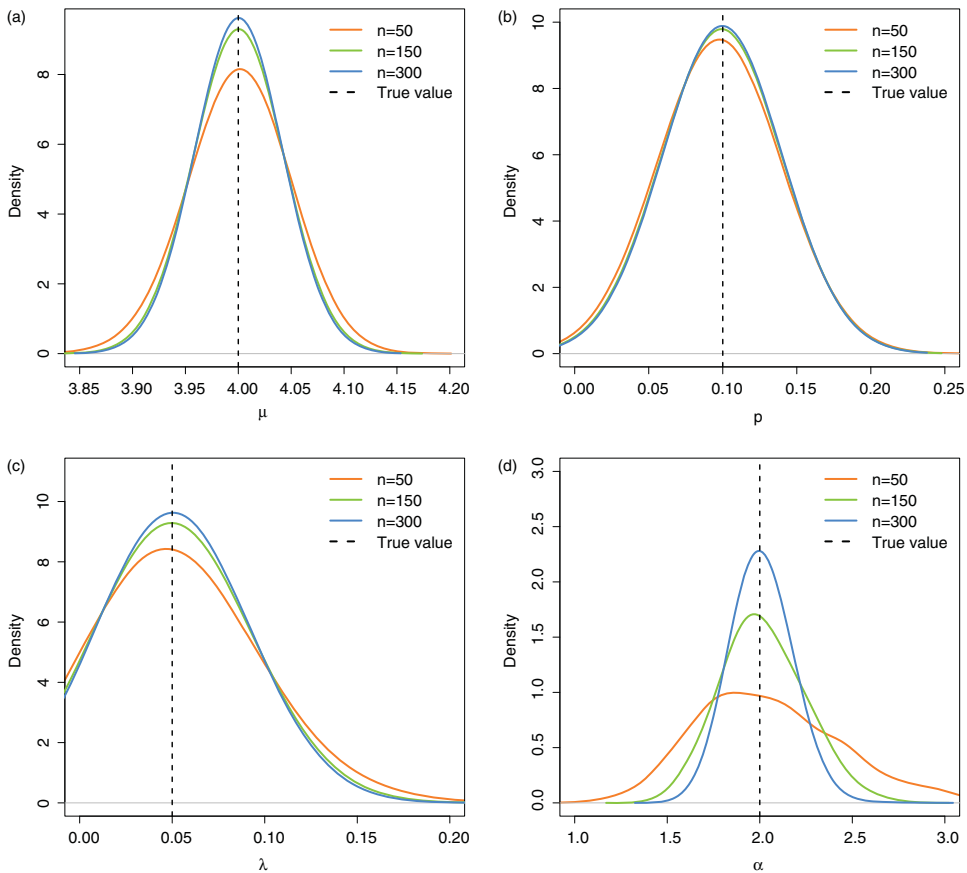 (a)
n=50
n=150
n=300
True value
Density
0 2 4 6 8
3.85 3.90 3.95 4.00 4.05 4.10 4.15 4.20
μ
(b)
n=50
n=150
n=300
True value
Density
0 2 4 6 8 10
0.00 0.05 0.10 0.15 0.20 0.25
p
(c)
n=50
n=150
n=300
True value
Density
0 2 4 6 8 10
0.00 0.05 0.10 0.15 0.20
λ
(d)
n=50
n=150
n=300
True value
Density
0.0 0.5 1.0 1.5 2.0 2.5 3.0
1.0 1.5 2.0 2.5 3.0
α